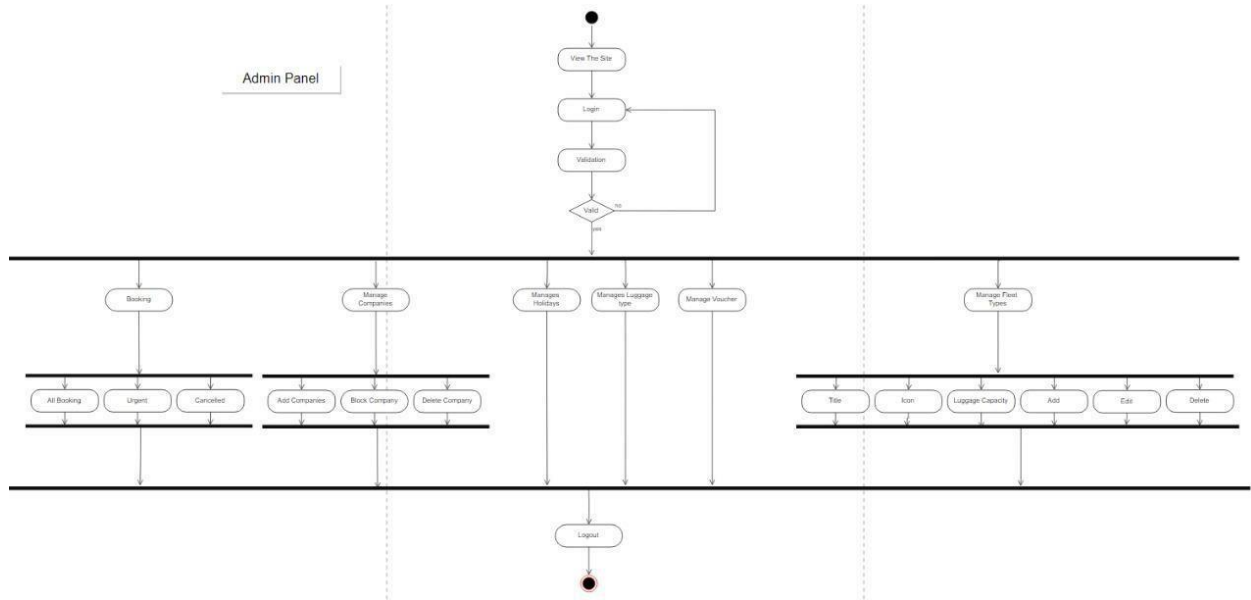 Admin Panel
View The Site
Login
Validation
Valid
no
yes
Booking
Manage
Companies
Manages
Holidays
Manages Luggage
type
Manage Voucher
Manage Fleet
Types
All Booking
Urgent
Cancelled
Add Companies
Block Company
Delete Company
Title
Icon
Luggage Capacity
Add
Edit
Delete
Logout